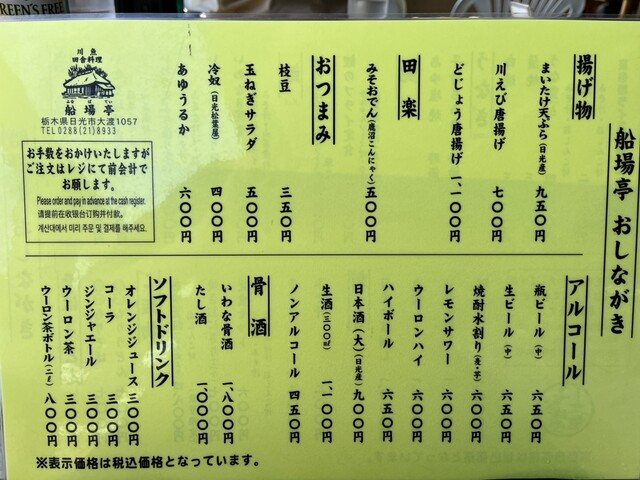 船場亭 おしながき
揚げ物
まいたけ天ぷら(日光産) 九五〇円
川えび唐揚げ 七〇〇円
どじょう唐揚げ 一、一〇〇円
田楽
みそおでん(鹿沼こんにゃく) 五〇〇円
おつまみ
枝豆 三五〇円
玉ねぎサラダ 五〇〇円
冷奴(日光松葉屋) 四〇〇円
あゆうるか 六〇〇円
川魚
田舎料理
船場亭
ふなばてい
栃木県日光市大渡1057
TEL0288(21)8933
お手数をおかけいたしますが
ご注文はレジにて前会計で
お願します。
Please order and pay in advance at the cash register.
请提前在收银台订购并付款。
계산대에서 미리 주문 및 결제를 해주세요.
アルコール
瓶ビール(中) 六五〇円
生ビール(中) 六五〇円
焼酎水割り(麦・芋) 六〇〇円
レモンサワー 六〇〇円
ウーロンハイ 六〇〇円
ハイボール 六五〇円
日本酒(大)(日光産) 九〇〇円
生酒(三〇〇㎖) 一、一〇〇円
ノンアルコール 四五〇円
骨酒
いわな骨酒 一、八〇〇円
たし酒 一、〇〇〇円
ソフトドリンク
オレンジジュース 三〇〇円
コーラ 三〇〇円
ジンジャエール 三〇〇円
ウーロン茶 三〇〇円
ウーロン茶ボトル(二ℓ) 八〇〇円
※表示価格は税込価格となっています。
REEN'S FREE